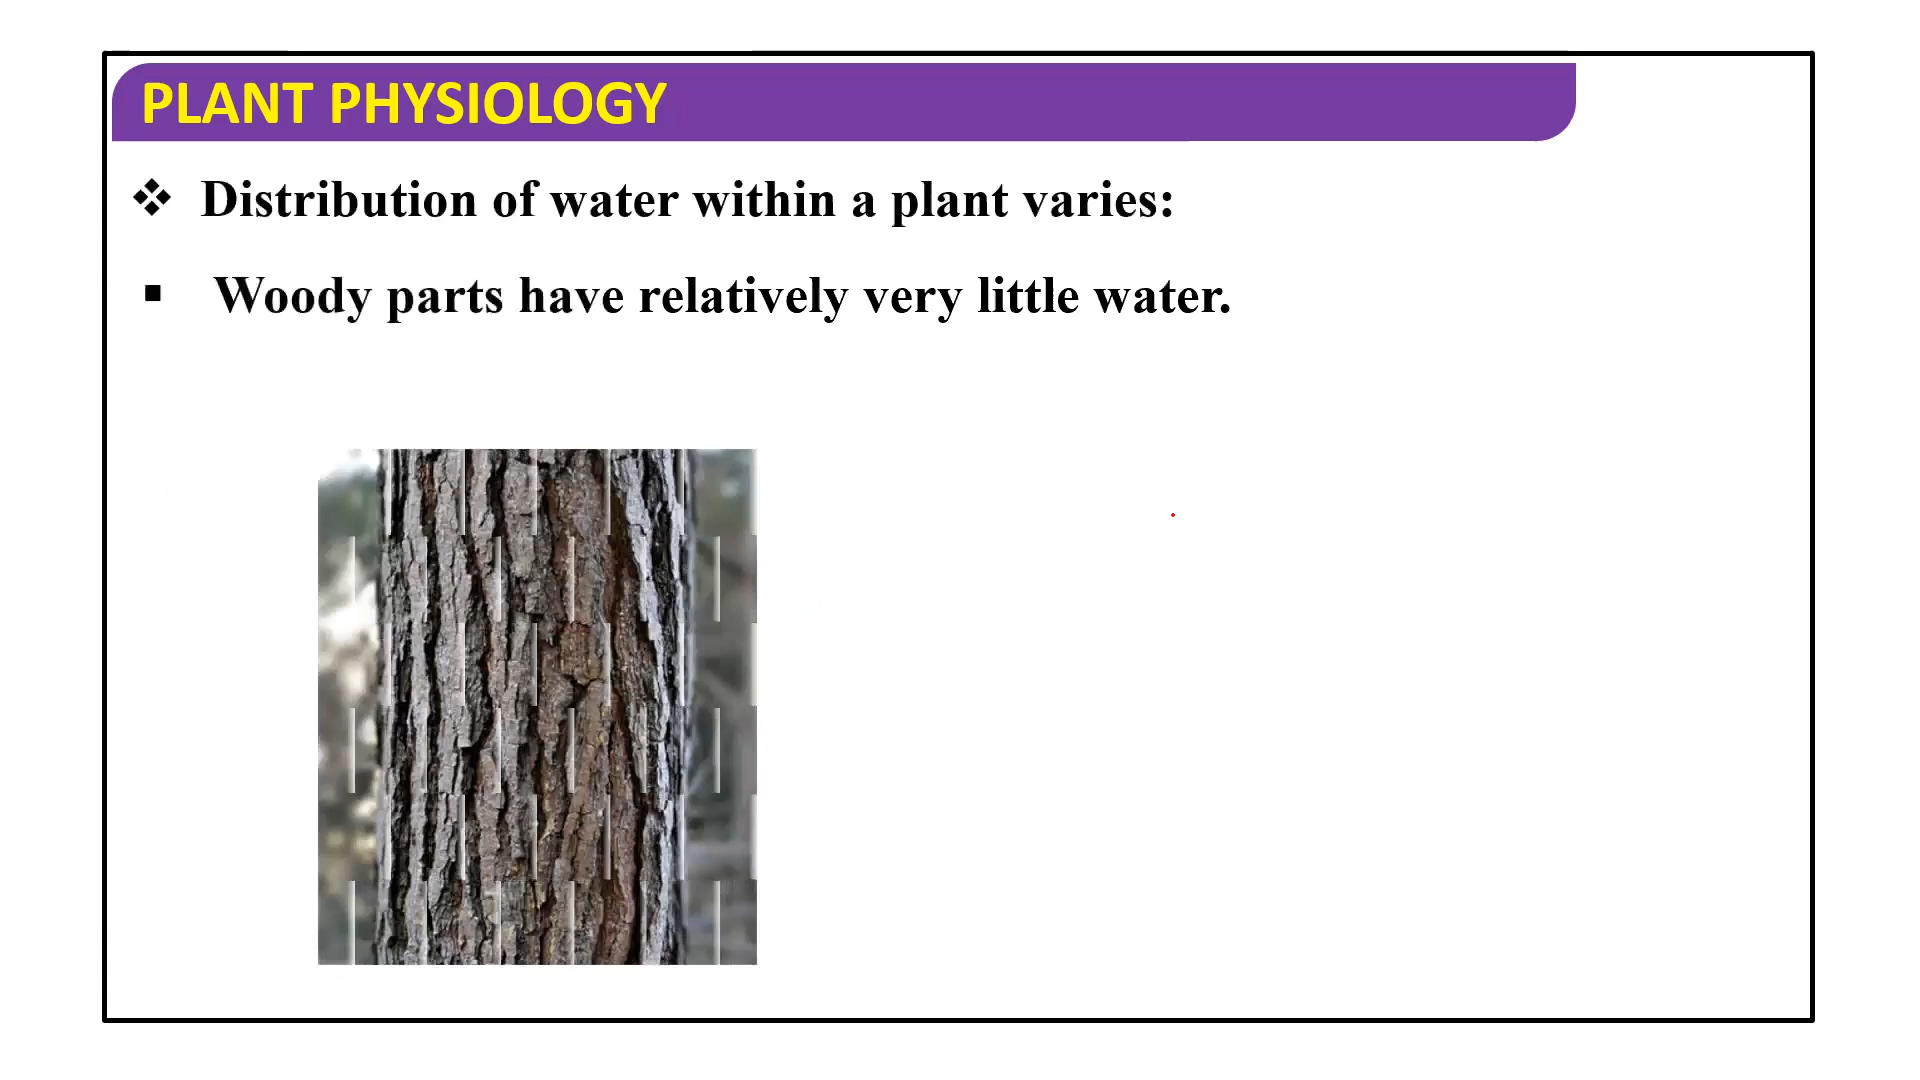 PLANT PHYSIOLOGY
❖ Distribution of water within a plant varies:
▪ Woody parts have relatively very little water.